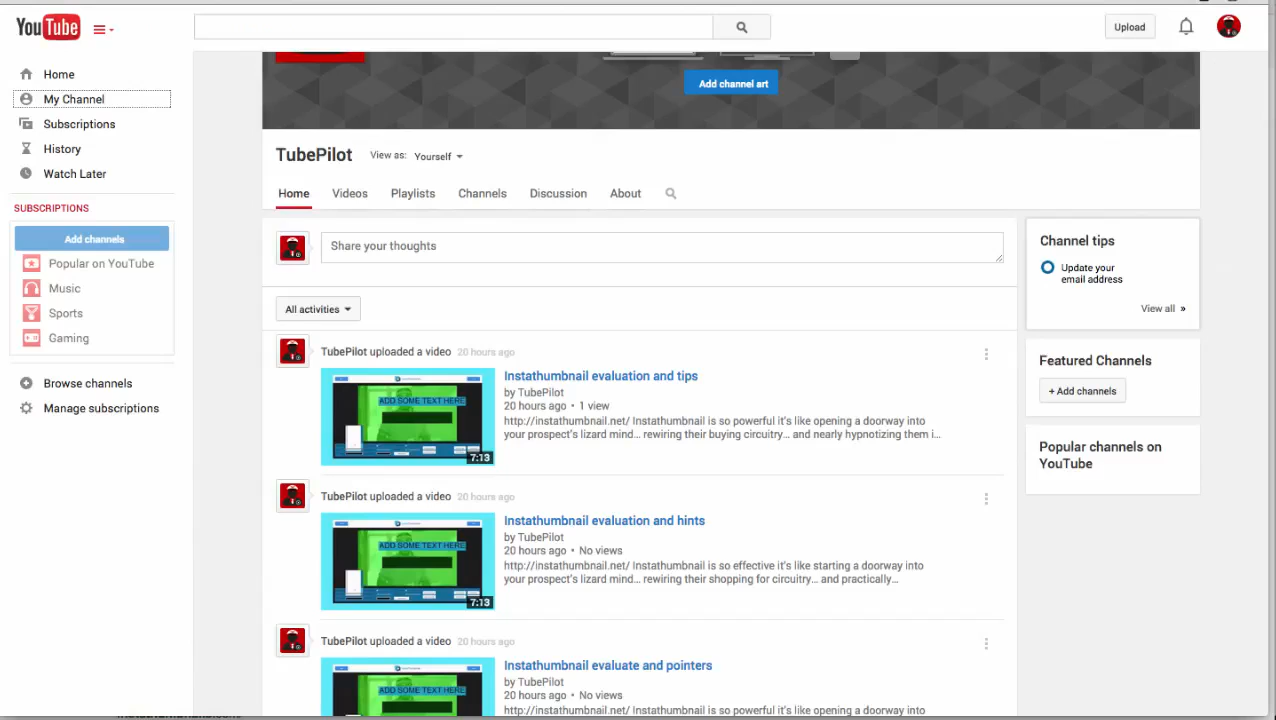 YouTube
Upload
Home
My Channel
Subscriptions
History
Watch Later
SUBSCRIPTIONS
Add channels
Popular on YouTube
Music
Sports
Gaming
Browse channels
Manage subscriptions
Add channel art
TubePilot View as: Yourself
Home Videos Playlists Channels Discussion About
Share your thoughts
All activities
TubePilot uploaded a video 20 hours ago
ADD SOME TEXT HERE
7:13
Instathumbnail evaluation and tips
by TubePilot
20 hours ago • 1 view
http://instathumbnail.net/ Instathumbnail is so powerful it's like opening a doorway into
your prospect's lizard mind... rewiring their buying circuitry... and nearly hypnotizing them i...
TubePilot uploaded a video 20 hours ago
ADD SOME TEXT HERE
7:13
Instathumbnail evaluation and hints
by TubePilot
20 hours ago • No views
http://instathumbnail.net/ Instathumbnail is so effective it's like starting a doorway into
your prospect's lizard mind... rewiring their shopping for circuitry... and practically...
TubePilot uploaded a video 20 hours ago
ADD SOME TEXT HERE
Instathumbnail evaluate and pointers
by TubePilot
20 hours ago • No views
http://instathumbnail.net/ Instathumbnail is so powerful it's like opening a doorway into
Channel tips
Update your
email address
View all »
Featured Channels
+ Add channels
Popular channels on
YouTube